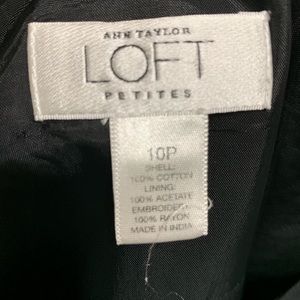 ANN TAYLOR
LOFT
PETITES
10P
SHELL:
100% COTTON
LINING:
100% ACETATE
EMBROIDERY:
100% RAYON
MADE IN INDIA